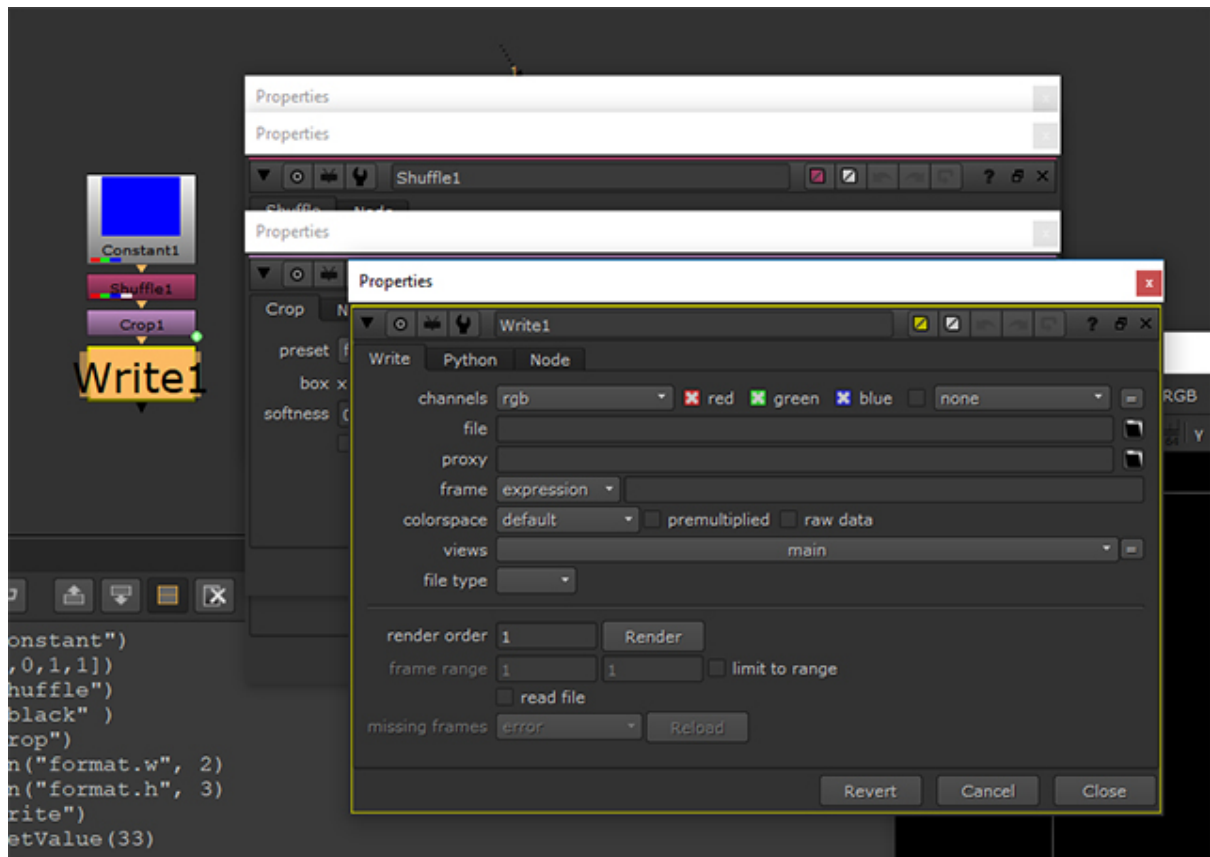 1
Properties
Properties
Shuffle1
?
Shuffle Node
Properties
Constant1
Shuffle1
Crop1
Write1
Crop
preset
box x
softness
Properties
Write1
?
Write Python Node
channels rgb red green blue none =
file
proxy
frame expression
colorspace default premultiplied raw data
views main =
file type
render order 1 Render
frame range 1 1 limit to range
read file
missing frames error Reload
Revert Cancel Close
RGB
Y
onstant")
,0,1,1])
huffle")
black" )
rop")
n("format.w", 2)
n("format.h", 3)
rite")
etValue(33)